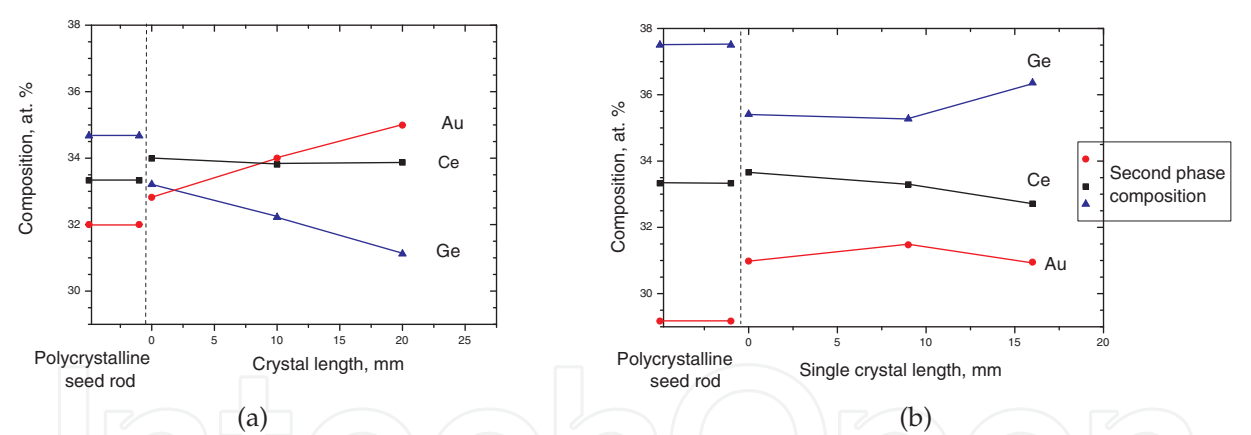 38
36
34
32
30
Composition, at. %
Au
Ce
Ge
0 5 10 15 20 25
Polycrystalline
seed rod
Crystal length, mm
(a)
38
36
34
32
30
Composition, at. %
Ge
Ce
Au
0 5 10 15 20
Polycrystalline
seed rod
Single crystal length, mm
(b)
Second phase
composition
IntechOpen